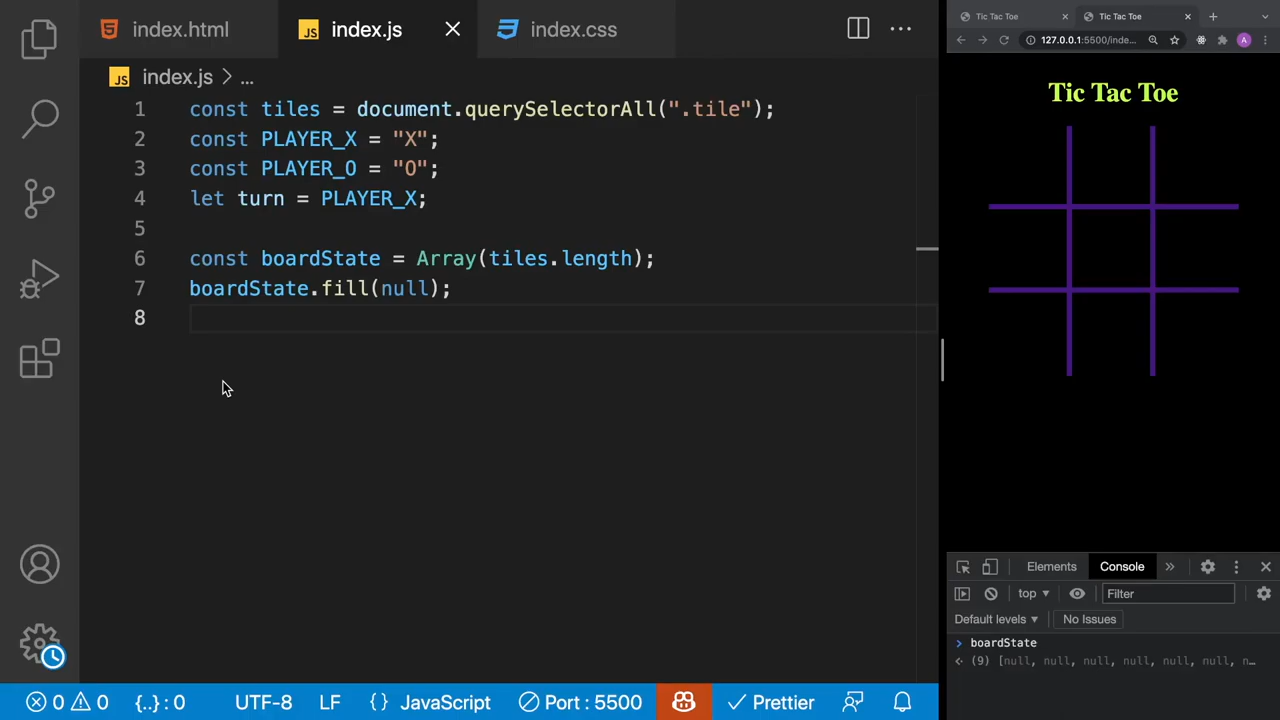 index.html
JS index.js
index.css
JS index.js > ...
1 const tiles = document.querySelectorAll(".tile");
2 const PLAYER_X = "X";
3 const PLAYER_O = "O";
4 let turn = PLAYER_X;
5
6 const boardState = Array(tiles.length);
7 boardState.fill(null);
8
0 0 {..} : 0 UTF-8 LF {} JavaScript Port : 5500 Prettier
Tic Tac Toe
Tic Tac Toe
127.0.0.1:5500/inde...
A
Tic Tac Toe
Elements Console »
top Filter
Default levels No Issues
> boardState
(9) [null, null, null, null, null, null, n...